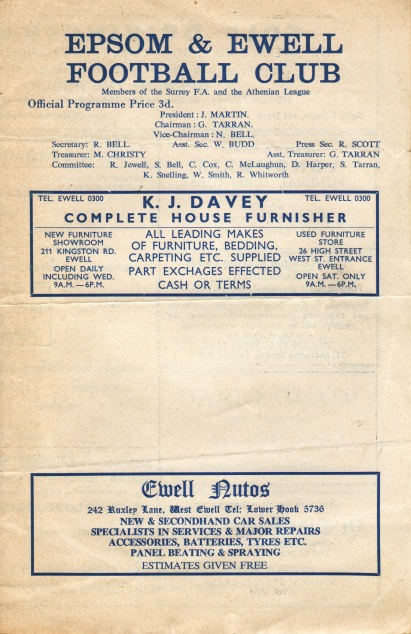 EPSOM & EWELL
FOOTBALL CLUB
Members of the Surrey F.A. and the Athenian League
Official Programme Price 3d.
President : J. MARTIN.
Chairman : G. TARRAN.
Vice-Chairman : N. BELL.
Secretary: R. BELL. Asst. Sec. W. BUDD Press Sec. R. SCOTT
Treasurer: M. CHRISTY Asst. Treasurer: G. TARRAN
Committee: R. Jewell, S. Bell, C. Cox, C. McLaughun, D. Harper, S. Tarran,
K. Snelling, W. Smith, R. Whitworth
TEL. EWELL 0300 K. J. DAVEY TEL. EWELL 0300
COMPLETE HOUSE FURNISHER
NEW FURNITURE
SHOWROOM
211 KINGSTON RD.
EWELL
OPEN DAILY
INCLUDING WED.
9A.M.—6P.M.
ALL LEADING MAKES
OF FURNITURE, BEDDING,
CARPETING ETC. SUPPLIED
PART EXCHAGES EFFECTED
CASH OR TERMS
USED FURNITURE
STORE
26 HIGH STREET
WEST ST. ENTRANCE
EWELL
OPEN SAT. ONLY
9A.M.—6P.M.
Ewell Autos
242 Ruxley Lane, West Ewell Tel: Lower Hook 5736
NEW & SECONDHAND CAR SALES
SPECIALISTS IN SERVICES & MAJOR REPAIRS
ACCESSORIES, BATTERIES, TYRES ETC.
PANEL BEATING & SPRAYING
ESTIMATES GIVEN FREE